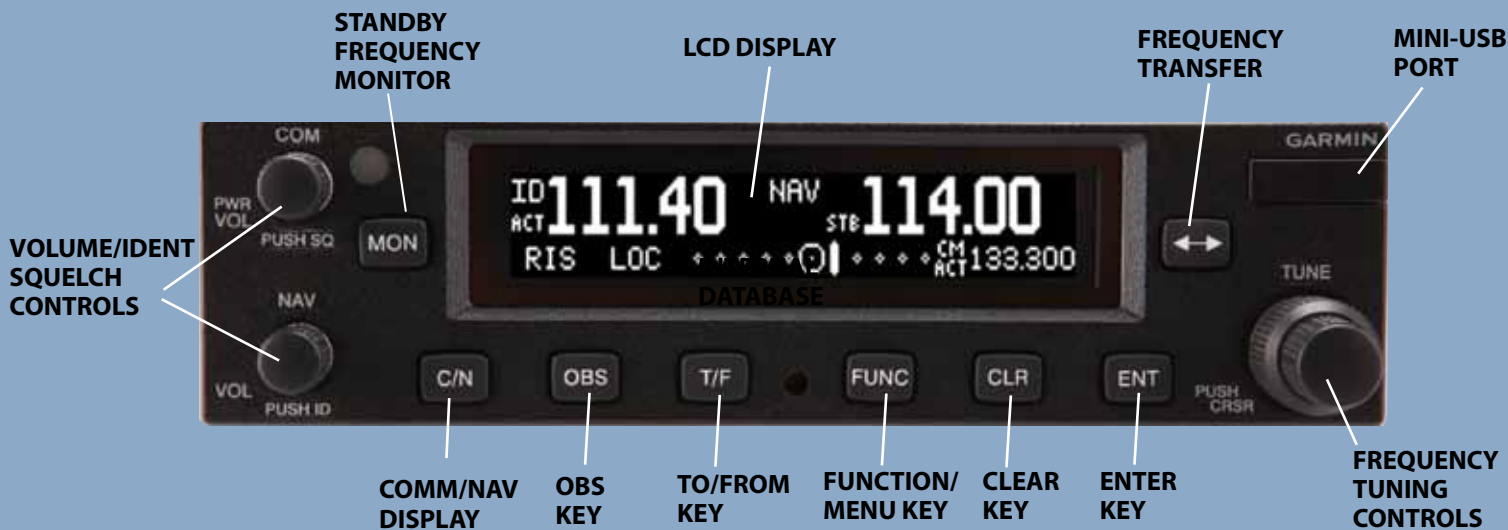 STANDBY
FREQUENCY
MONITOR
LCD DISPLAY
FREQUENCY
TRANSFER
MINI-USB
PORT
VOLUME/IDENT
SQUELCH
CONTROLS
COM
PWR
VOL
PUSH SQ
MON
NAV
VOL
PUSH ID
ID 111.40 NAV 114.00
ACT STB
RIS LOC CM ACT 133.300
DATABASE
GARMIN
TUNE
PUSH
CRSR
C/N OBS T/F FUNC CLR ENT
COMM/NAV
DISPLAY
OBS
KEY
TO/FROM
KEY
FUNCTION/
MENU KEY
CLEAR
KEY
ENTER
KEY
FREQUENCY
TUNING
CONTROLS